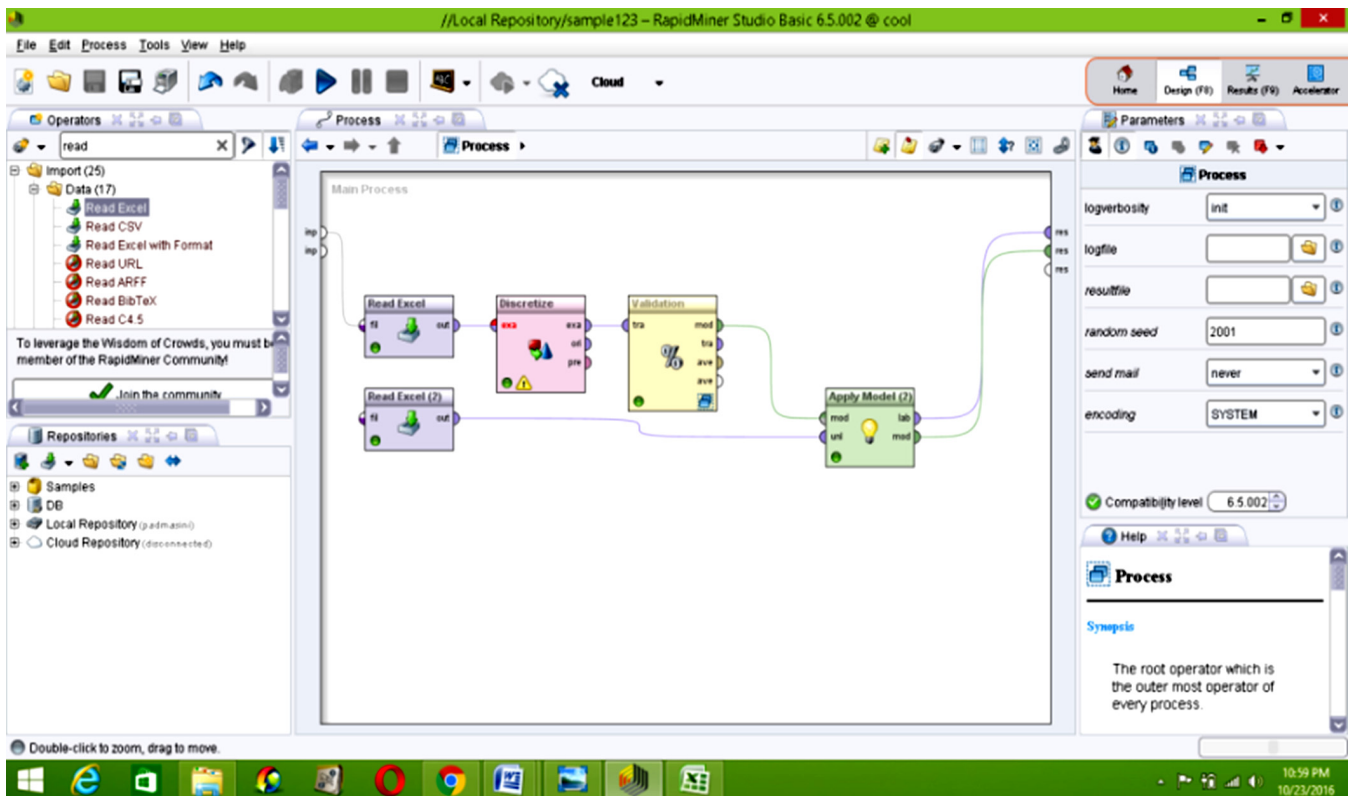 //Local Repository/sample123 – RapidMiner Studio Basic 6.5.002 @ cool
File Edit Process Tools View Help
Cloud
Home Design (F8) Results (F9) Accelerator
Operators
read
Import (25)
Data (17)
Read Excel
Read CSV
Read Excel with Format
Read URL
Read ARFF
Read BibTeX
Read C4.5
To leverage the Wisdom of Crowds, you must b
member of the RapidMiner Community!
Join the community
Repositories
Samples
DB
Local Repository (padmasini)
Cloud Repository (disconnected)
Process
Process
Main Process
inp
inp
res
res
res
Read Excel
fil out
Discretize
exa exa
ori
pre
Validation
tra mod
tra
ave
ave
Read Excel (2)
fil out
Apply Model (2)
mod lab
unl mod
Parameters
Process
logverbosity init
logfile
resultfile
random seed 2001
send mail never
encoding SYSTEM
Compatibility level 6.5.002
Help
Process
Synopsis
The root operator which is
the outer most operator of
every process.
Double-click to zoom, drag to move.
10:59 PM
10/23/2016